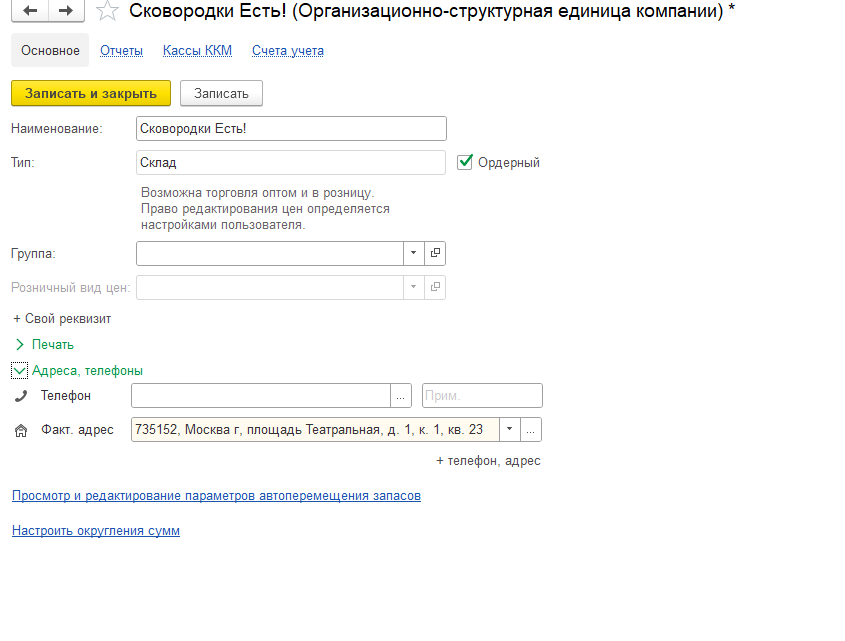 Сковородки Есть! (Организационно-структурная единица компании) *
Основное Отчеты Кассы ККМ Счета учета
Записать и закрыть Записать
Наименование: Сковородки Есть!
Тип: Склад Ордерный
Возможна торговля оптом и в розницу.
Право редактирования цен определяется
настройками пользователя.
Группа:
Розничный вид цен:
+ Свой реквизит
Печать
Адреса, телефоны
Телефон ... Прим.
Факт. адрес 735152, Москва г, площадь Театральная, д. 1, к. 1, кв. 23 ...
+ телефон, адрес
Просмотр и редактирование параметров автоперемещения запасов
Настроить округления сумм